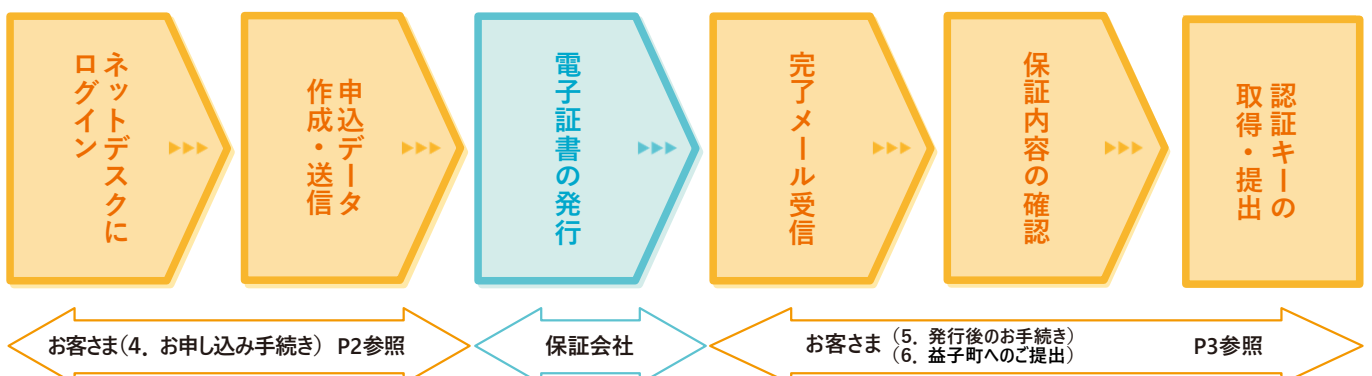 ネットデスクに
ログイン
申込データ
作成・送信
電子証書の発行
完了メール受信
保証内容の確認
認証キーの
取得・提出
お客さま（4．お申し込み手続き） P2参照
保証会社
お客さま（5．発行後のお手続き）
（6．益子町へのご提出）
P3参照